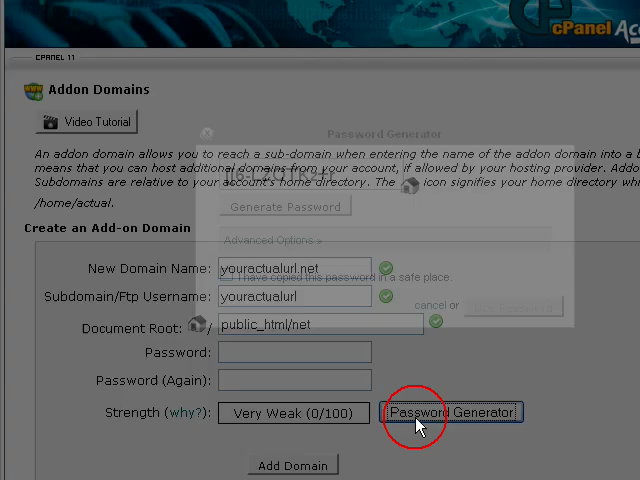 cPanel Acc
CPANEL 11
Addon Domains
Video Tutorial
Password Generator
An addon domain allows you to reach a sub-domain when entering the name of the addon domain into a b
means that you can host additional domains from your account, if allowed by your hosting provider. Addo
Subdomains are relative to your account's home directory. The icon signifies your home directory whi
/home/actual.
Generate Password
Create an Add-on Domain
Advanced Options »
New Domain Name: youractualurl.net
I have copied this password in a safe place.
Subdomain/Ftp Username: youractualurl
cancel or Use Password
Document Root: / public_html/net
Password:
Password (Again):
Strength (why?): Very Weak (0/100) Password Generator
Add Domain